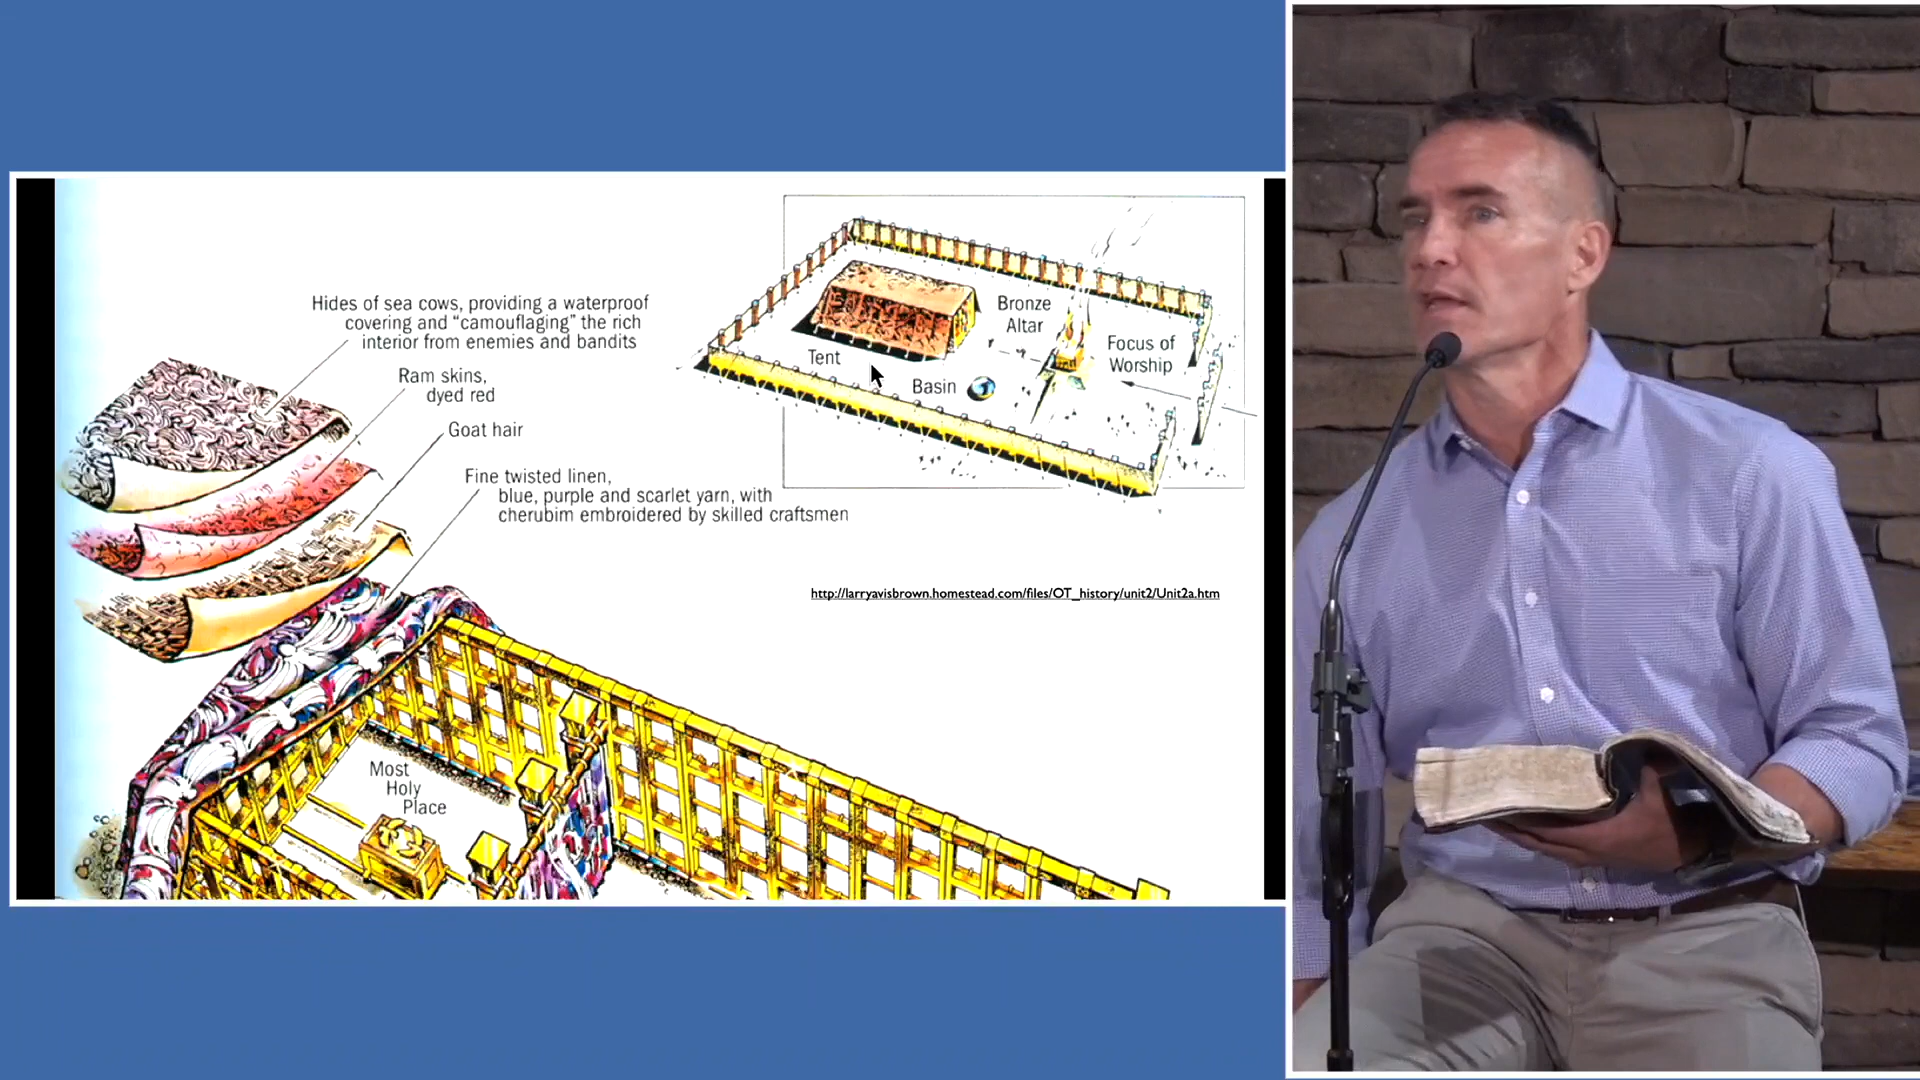 Hides of sea cows, providing a waterproof
covering and “camouflaging” the rich
interior from enemies and bandits
Ram skins,
dyed red
Goat hair
Fine twisted linen,
blue, purple and scarlet yarn, with
cherubim embroidered by skilled craftsmen
Bronze
Altar
Focus of
Worship
Tent
Basin
http://larryavisbrown.homestead.com/files/OT_history/unit2/Unit2a.htm
Most
Holy
Place